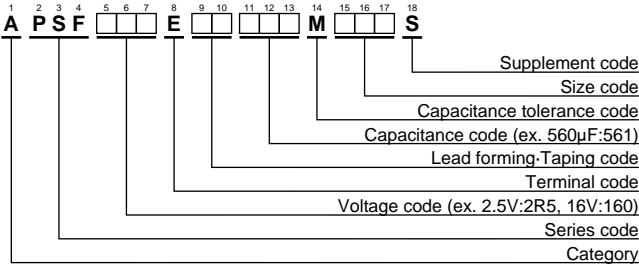 1 2 3 4 5 6 7 8 9 10 11 12 13 14 15 16 17 18
A P S F E M S
Supplement code
Size code
Capacitance tolerance code
Capacitance code (ex. 560µF:561)
Lead forming·Taping code
Terminal code
Voltage code (ex. 2.5V:2R5, 16V:160)
Series code
Category